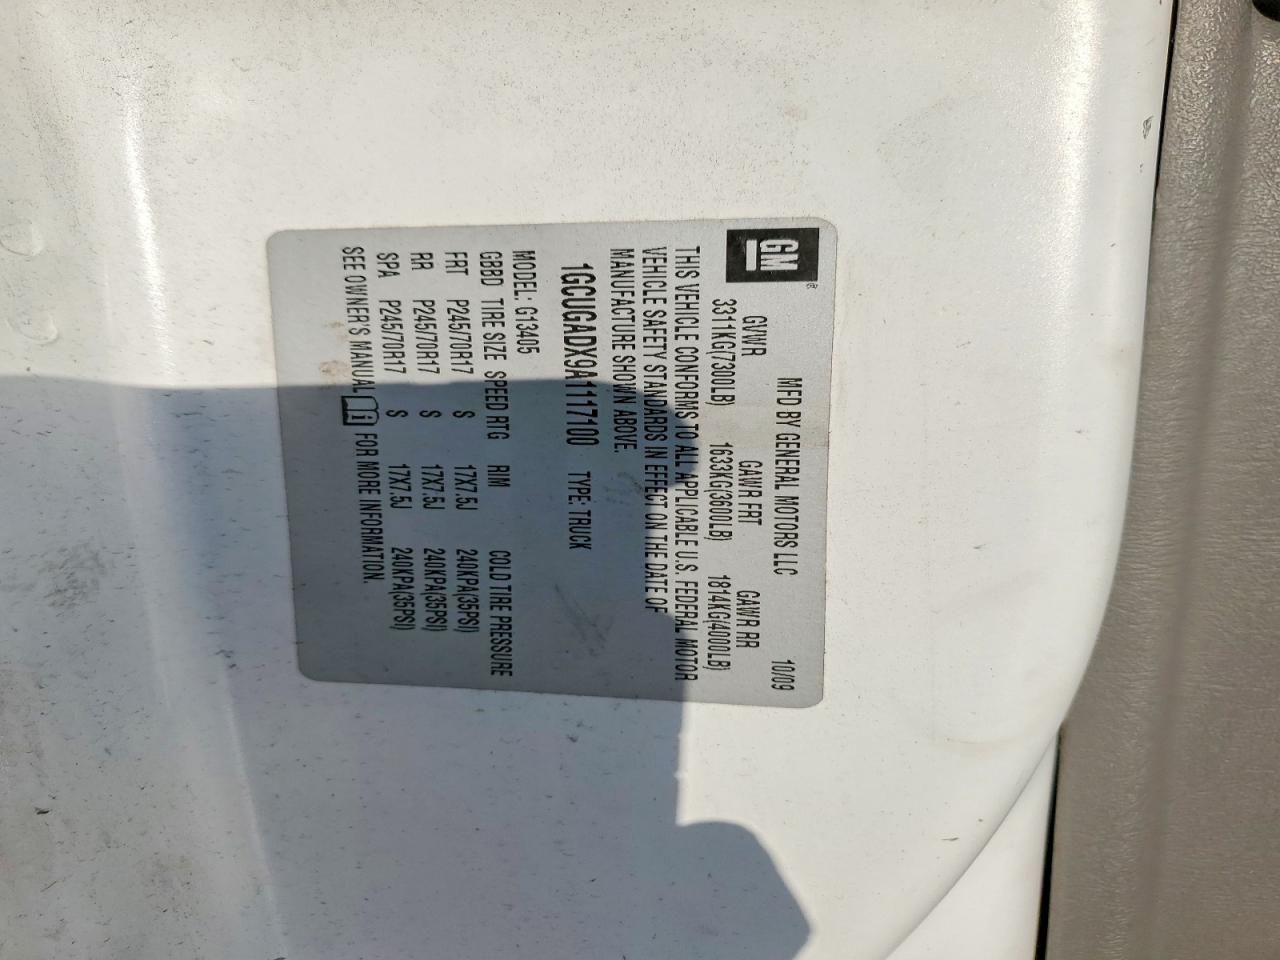 GM®
MFD BY GENERAL MOTORS LLC 10/09
GVWR GAWR FRT GAWR RR
3311KG(7300LB) 1633KG(3600LB) 1814KG(4000LB)
THIS VEHICLE CONFORMS TO ALL APPLICABLE U.S. FEDERAL MOTOR
VEHICLE SAFETY STANDARDS IN EFFECT ON THE DATE OF
MANUFACTURE SHOWN ABOVE.
1GCUGADX9A1117100 TYPE: TRUCK
MODEL: G13405
GBBD TIRE SIZE SPEED RTG RIM COLD TIRE PRESSURE
FRT P245/70R17 S 17X7.5J 240KPA(35PSI)
RR P245/70R17 S 17X7.5J 240KPA(35PSI)
SPA P245/70R17 S 17X7.5J 240KPA(35PSI)
SEE OWNER'S MANUAL FOR MORE INFORMATION.